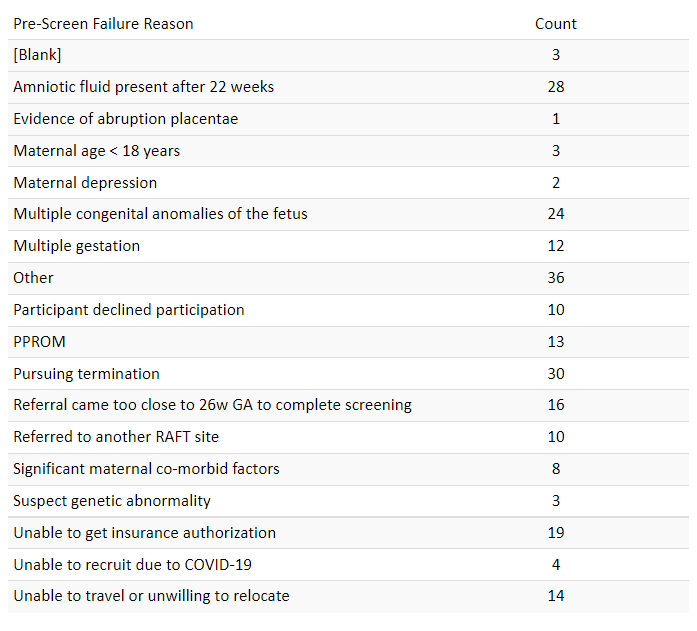 Pre-Screen Failure Reason Count
[Blank] 3
Amniotic fluid present after 22 weeks 28
Evidence of abruption placentae 1
Maternal age < 18 years 3
Maternal depression 2
Multiple congenital anomalies of the fetus 24
Multiple gestation 12
Other 36
Participant declined participation 10
PPROM 13
Pursuing termination 30
Referral came too close to 26w GA to complete screening 16
Referred to another RAFT site 10
Significant maternal co-morbid factors 8
Suspect genetic abnormality 3
Unable to get insurance authorization 19
Unable to recruit due to COVID-19 4
Unable to travel or unwilling to relocate 14